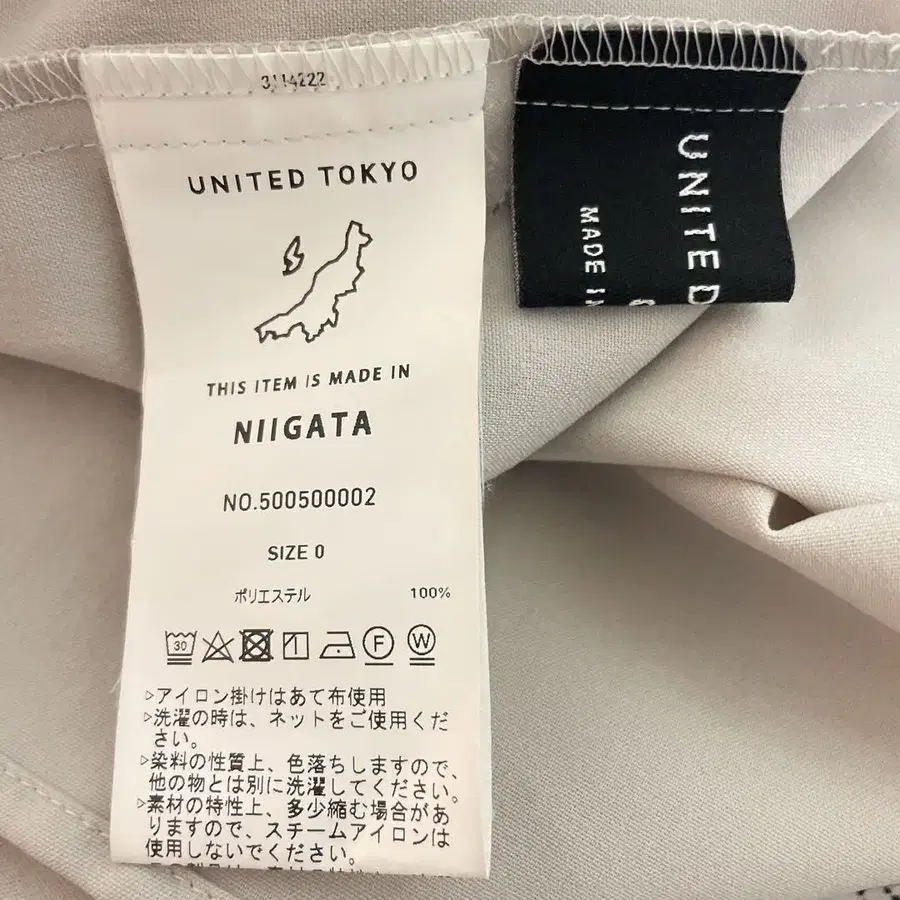 3114222
UNITED TOKYO
THIS ITEM IS MADE IN
NIIGATA
NO.500500002
SIZE 0
ポリエステル 100%
30 F W
▷アイロン掛けはあて布使用
▷洗濯の時は、ネットをご使用くだ
さい。
▷染料の性質上、色落ちしますので、
他の物とは別に洗濯してください。
▷素材の特性上、多少縮む場合があ
りますので、スチームアイロンは
使用しないでください。
UNITED
MADE IN